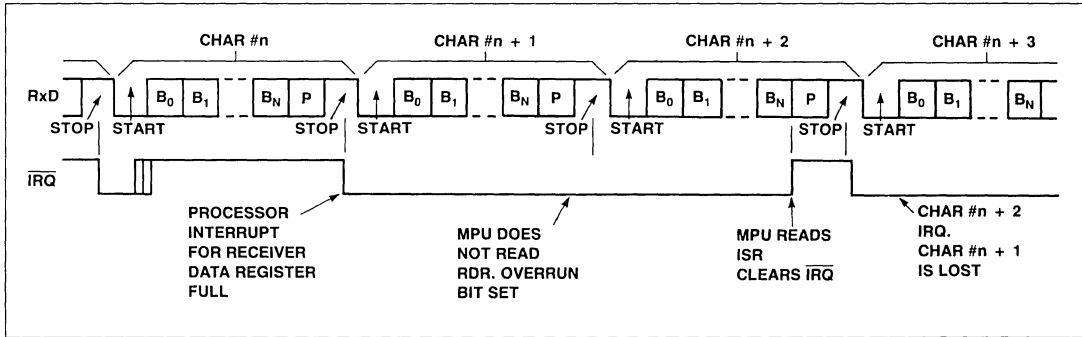 CHAR #n CHAR #n + 1 CHAR #n + 2 CHAR #n + 3
RxD B0 B1 BN P B0 B1 BN P B0 B1 BN P B0 B1 BN
STOP START STOP START STOP START STOP START
IRQ
PROCESSOR
INTERRUPT
FOR RECEIVER
DATA REGISTER
FULL
MPU DOES
NOT READ
RDR. OVERRUN
BIT SET
MPU READS
ISR
CLEARS IRQ
CHAR #n + 2
IRQ.
CHAR #n + 1
IS LOST